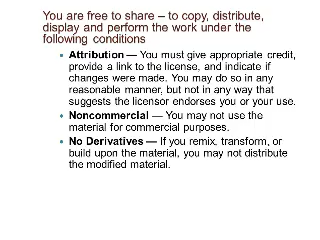 You are free to share – to copy, distribute,
display and perform the work under the
following conditions
• Attribution — You must give appropriate credit,
provide a link to the license, and indicate if
changes were made. You may do so in any
reasonable manner, but not in any way that
suggests the licensor endorses you or your use.
• Noncommercial — You may not use the
material for commercial purposes.
• No Derivatives — If you remix, transform, or
build upon the material, you may not distribute
the modified material.